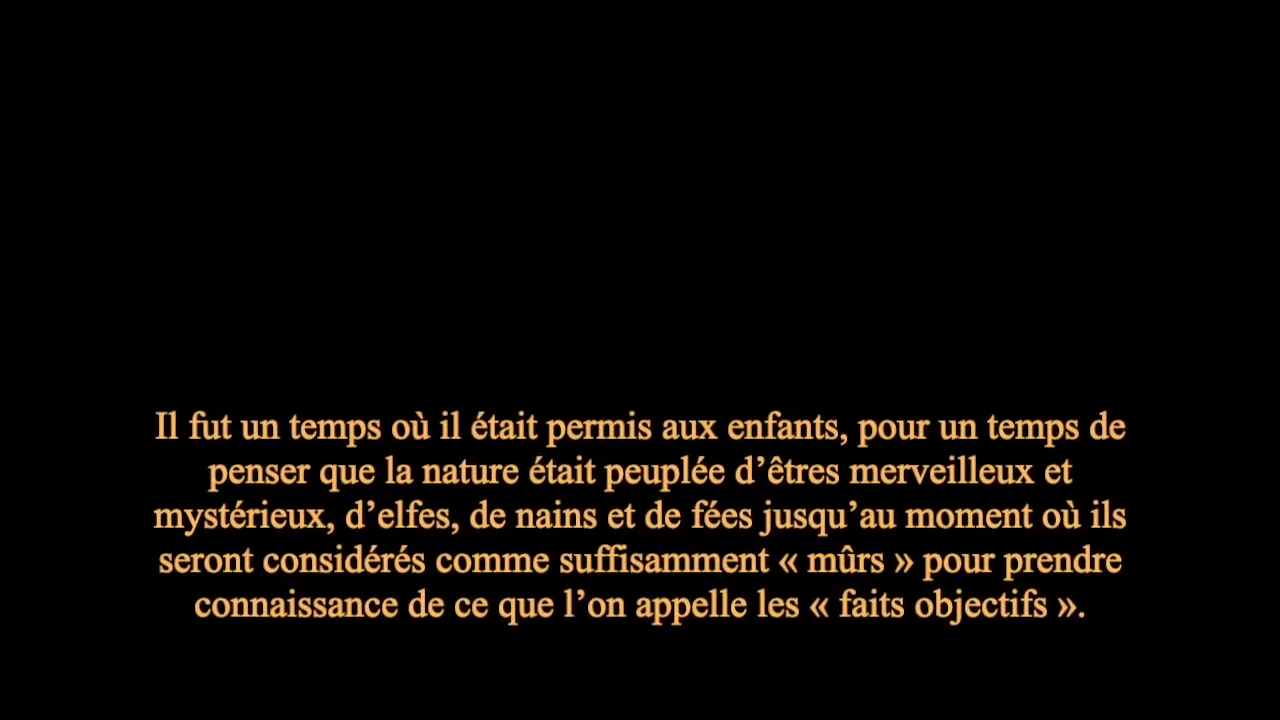 Il fut un temps où il était permis aux enfants, pour un temps de
penser que la nature était peuplée d’êtres merveilleux et
mystérieux, d’elfes, de nains et de fées jusqu’au moment où ils
seront considérés comme suffisamment « mûrs » pour prendre
connaissance de ce que l’on appelle les « faits objectifs ».